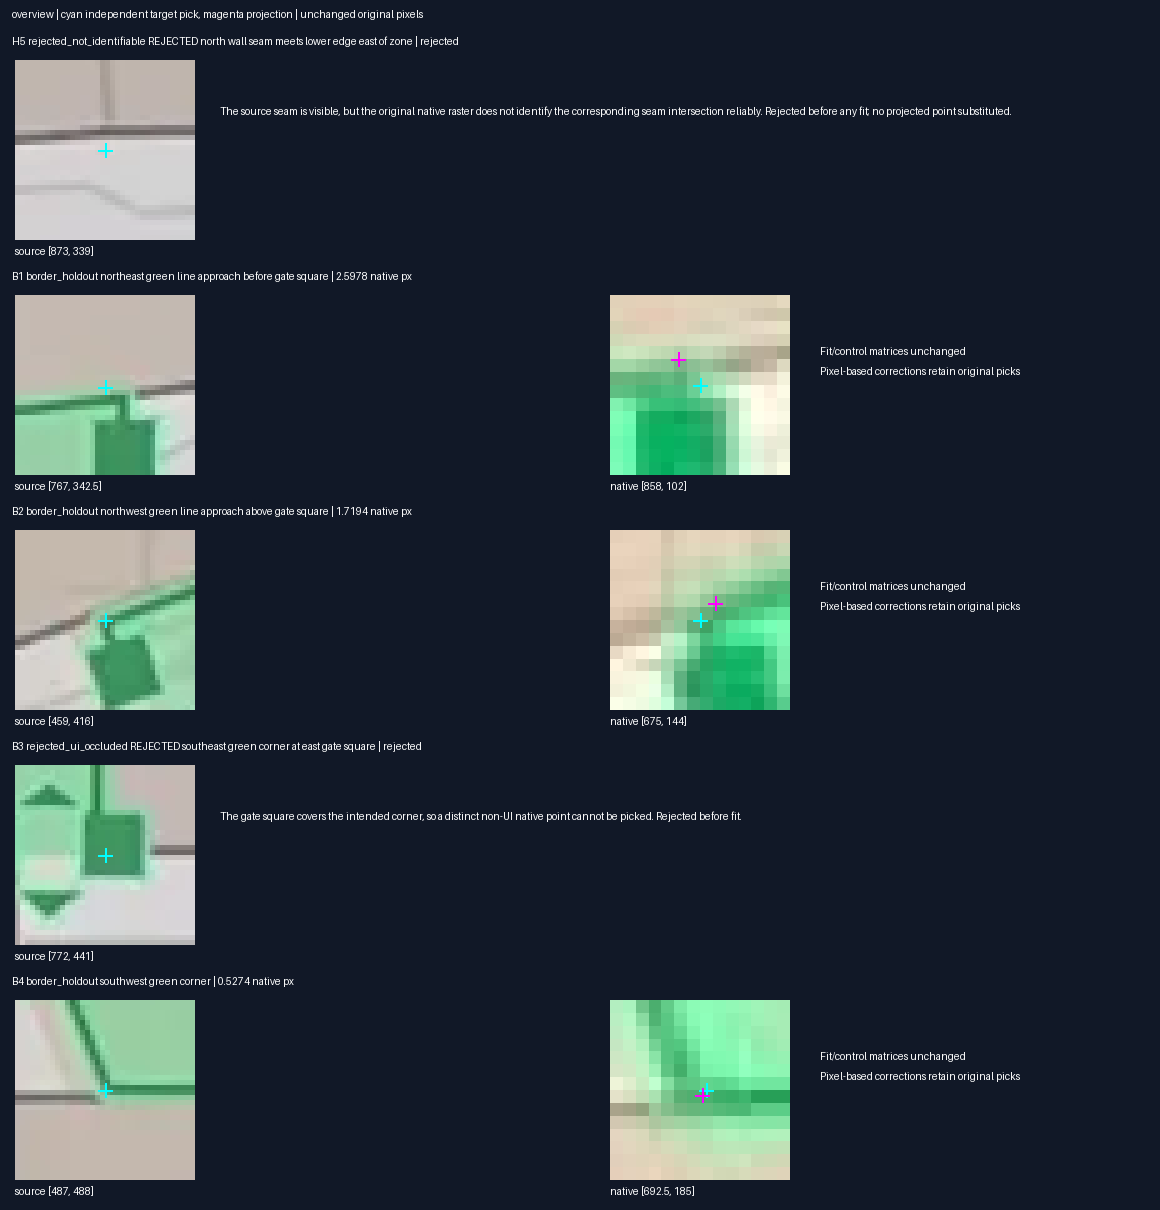 overview | cyan independent target pick, magenta projection | unchanged original pixels
H5 rejected_not_identifiable REJECTED north wall seam meets lower edge east of zone | rejected
The source seam is visible, but the original native raster does not identify the corresponding seam intersection reliably. Rejected before any fit; no projected point substituted.
source [873, 339]
B1 border_holdout northeast green line approach before gate square | 2.5978 native px
Fit/control matrices unchanged
Pixel-based corrections retain original picks
source [767, 342.5]
native [858, 102]
B2 border_holdout northwest green line approach above gate square | 1.7194 native px
Fit/control matrices unchanged
Pixel-based corrections retain original picks
source [459, 416]
native [675, 144]
B3 rejected_ui_occluded REJECTED southeast green corner at east gate square | rejected
The gate square covers the intended corner, so a distinct non-UI native point cannot be picked. Rejected before fit.
source [772, 441]
B4 border_holdout southwest green corner | 0.5274 native px
Fit/control matrices unchanged
Pixel-based corrections retain original picks
source [487, 488]
native [692.5, 185]